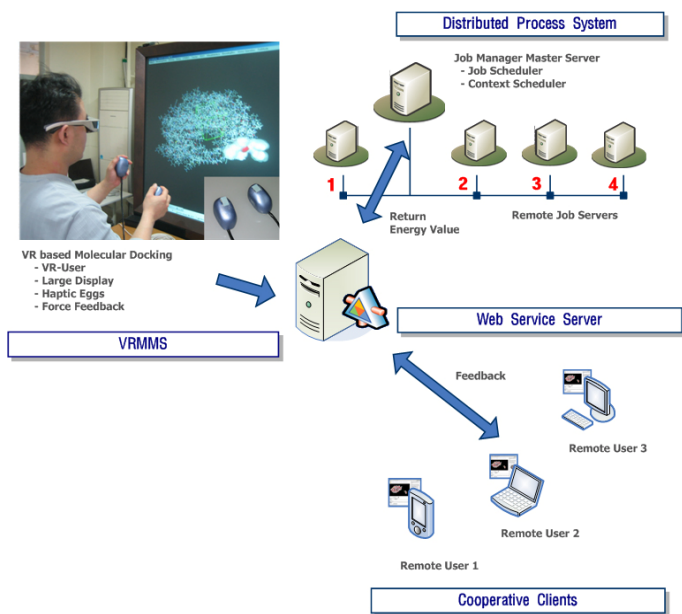 Distributed Process System
Job Manager Master Server
- Job Scheduler
- Context Scheduler
1
2
3
4
Return
Energy Value
Remote Job Servers
VR based Molecular Docking
- VR-User
- Large Display
- Haptic Eggs
- Force Feedback
VRMMS
Web Service Server
Feedback
Remote User 3
Remote User 2
Remote User 1
Cooperative Clients